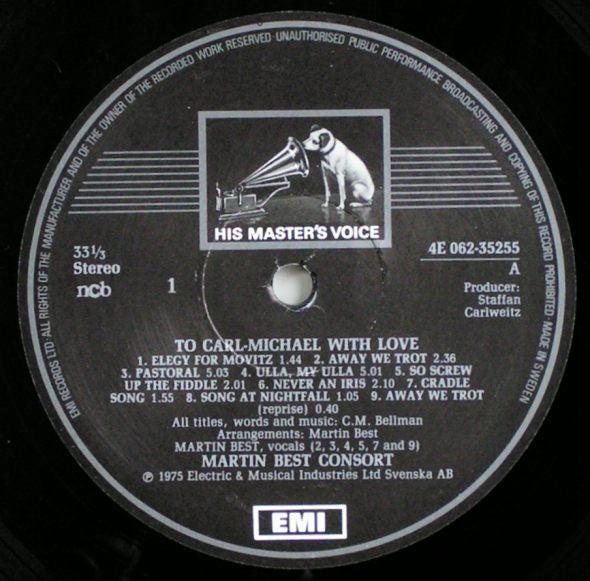 EMI RECORDS LTD·ALL RIGHTS OF THE MANUFACTURER AND OF THE OWNER OF THE RECORDED WORK RESERVED·UNAUTHORISED PUBLIC PERFORMANCE BROADCASTING AND COPYING OF THIS RECORD PROHIBITED·MADE IN SWEDEN
HIS MASTER'S VOICE
33⅓
Stereo
ncb
1
4E 062-35255
A
Producer:
Staffan
Carlweitz
TO CARL-MICHAEL WITH LOVE
1. ELEGY FOR MOVITZ 1.44 2. AWAY WE TROT 2.36
3. PASTORAL 5.03 4. ULLA, MY ULLA 5.01 5. SO SCREW
UP THE FIDDLE 2.01 6. NEVER AN IRIS 2.10 7. CRADLE
SONG 1.55 8. SONG AT NIGHTFALL 1.05 9. AWAY WE TROT
(reprise) 0.40
All titles, words and music: C.M. Bellman
Arrangements: Martin Best
MARTIN BEST, vocals (2, 3, 4, 5, 7 and 9)
MARTIN BEST CONSORT
℗ 1975 Electric & Musical Industries Ltd Svenska AB
EMI